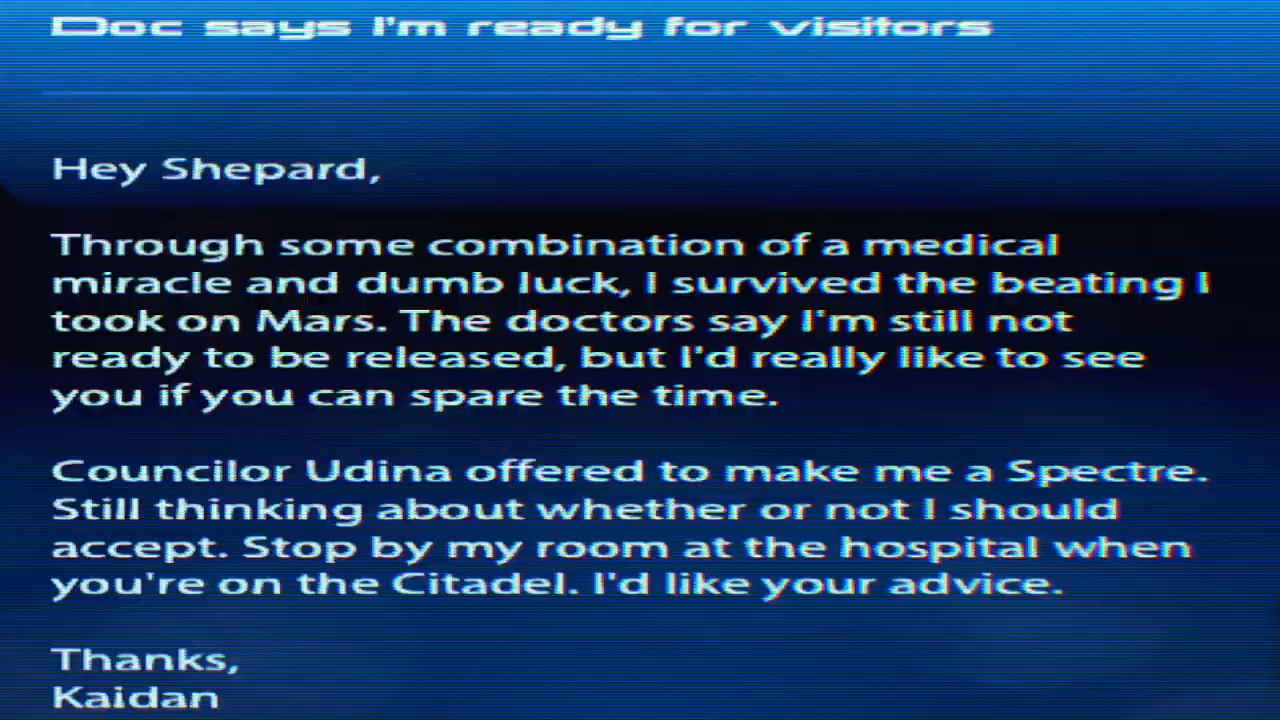 Doc says I'm ready for visitors
Hey Shepard,
Through some combination of a medical
miracle and dumb luck, I survived the beating I
took on Mars. The doctors say I'm still not
ready to be released, but I'd really like to see
you if you can spare the time.
Councilor Udina offered to make me a Spectre.
Still thinking about whether or not I should
accept. Stop by my room at the hospital when
you're on the Citadel. I'd like your advice.
Thanks,
Kaidan